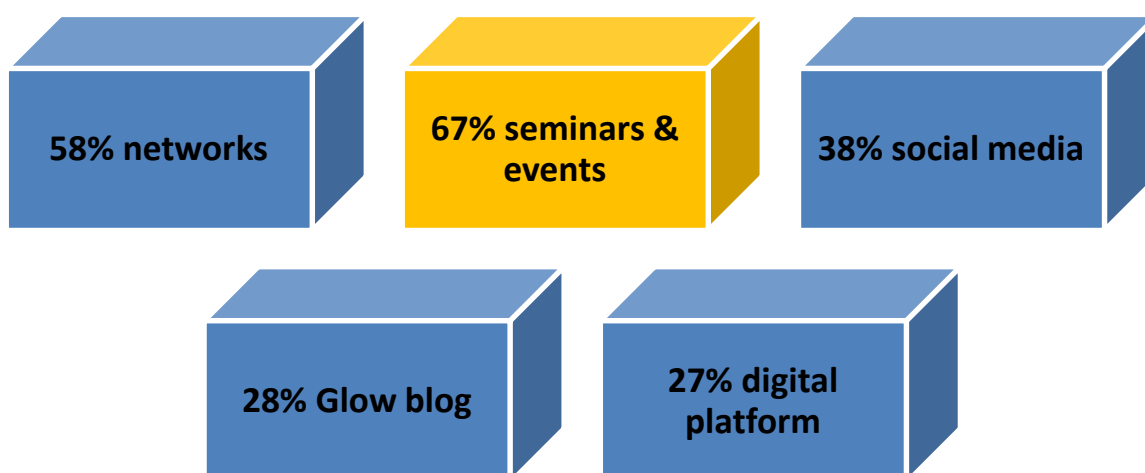 58% networks
67% seminars &
events
38% social media
28% Glow blog
27% digital
platform